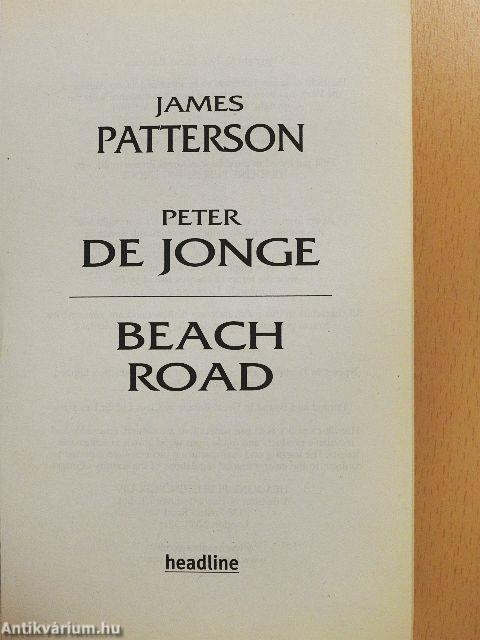 JAMES
PATTERSON
PETER
DE JONGE
BEACH
ROAD
headline
Antikvárium.hu